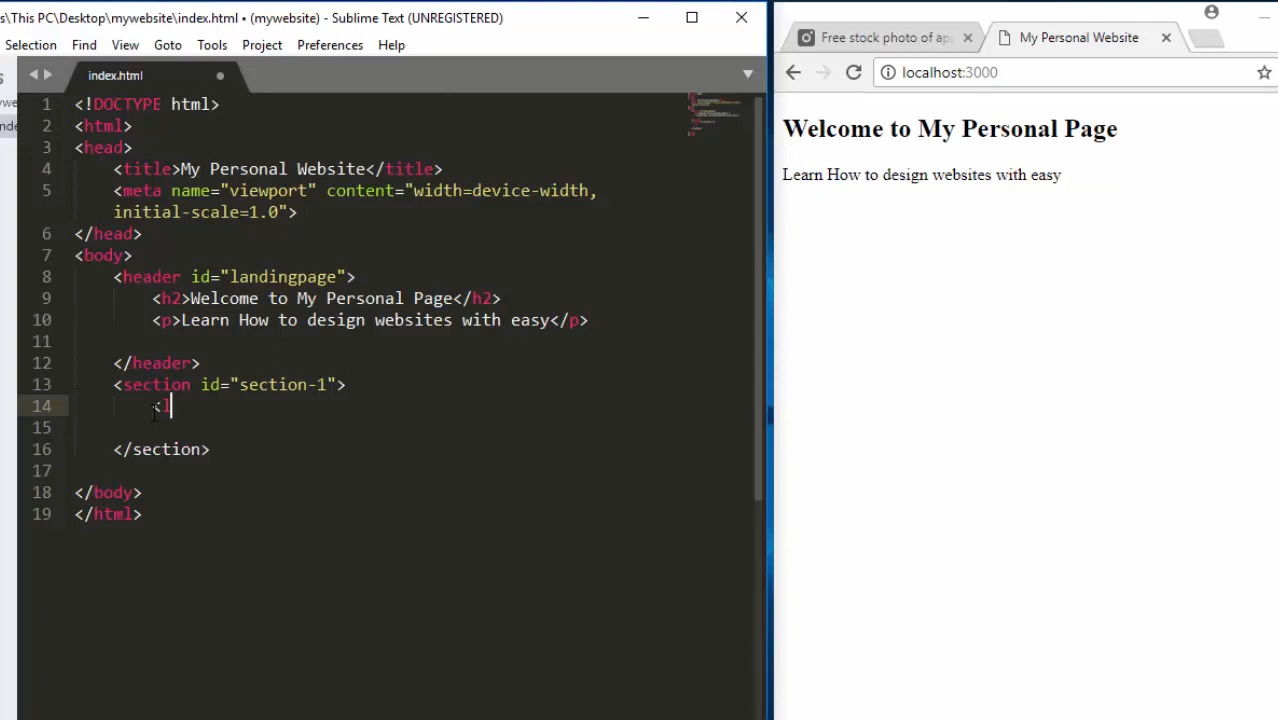 s\This PC\Desktop\mywebsite\index.html • (mywebsite) - Sublime Text (UNREGISTERED)
Selection Find View Goto Tools Project Preferences Help
index.html
1 <!DOCTYPE html>
2 <html>
3 <head>
4 <title>My Personal Website</title>
5 <meta name="viewport" content="width=device-width,
initial-scale=1.0">
6 </head>
7 <body>
8 <header id="landingpage">
9 <h2>Welcome to My Personal Page</h2>
10 <p>Learn How to design websites with easy</p>
11
12 </header>
13 <section id="section-1">
14 <l
15
16 </section>
17
18 </body>
19 </html>
Free stock photo of ap
My Personal Website
localhost:3000
Welcome to My Personal Page
Learn How to design websites with easy